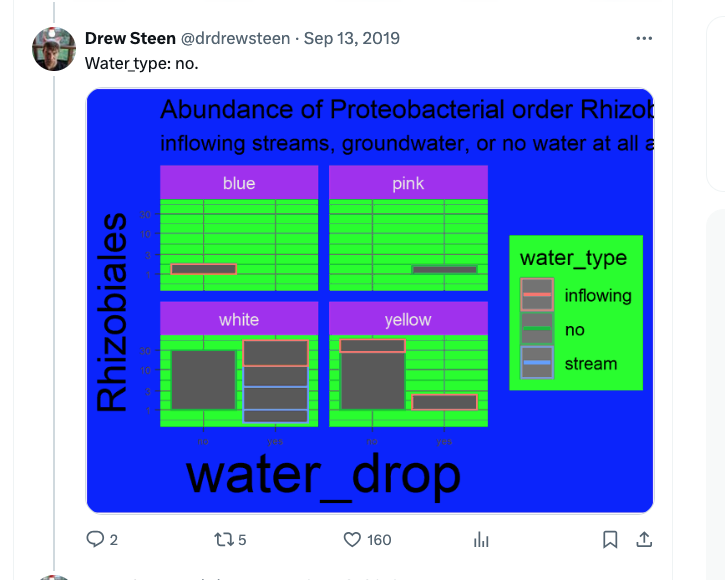 Drew Steen @drdrewsteen · Sep 13, 2019
Water_type: no.
Abundance of Proteobacterial order Rhizob
inflowing streams, groundwater, or no water at all a
blue
pink
30
10
3
1
Rhizobiales
white
yellow
30
10
3
1
no
yes
no
yes
water_drop
water_type
inflowing
no
stream
2
5
160